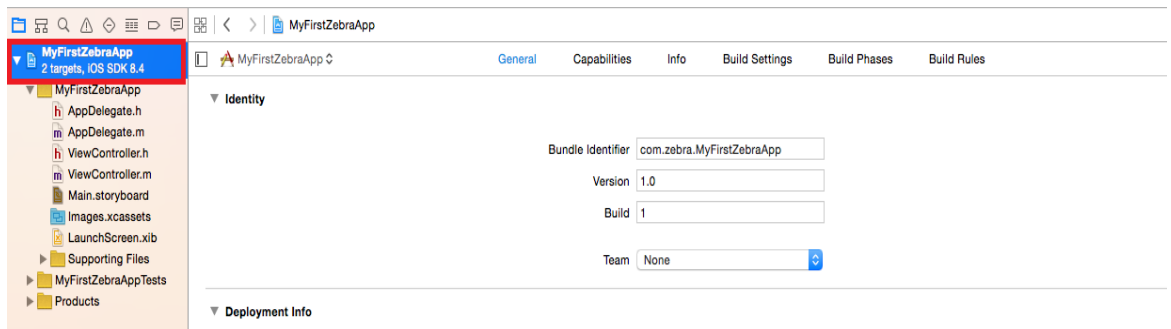 MyFirstZebraApp
MyFirstZebraApp
2 targets, iOS SDK 8.4
MyFirstZebraApp
h AppDelegate.h
m AppDelegate.m
h ViewController.h
m ViewController.m
Main.storyboard
Images.xcassets
LaunchScreen.xib
Supporting Files
MyFirstZebraAppTests
Products
MyFirstZebraApp General Capabilities Info Build Settings Build Phases Build Rules
Identity
Bundle Identifier com.zebra.MyFirstZebraApp
Version 1.0
Build 1
Team None
Deployment Info